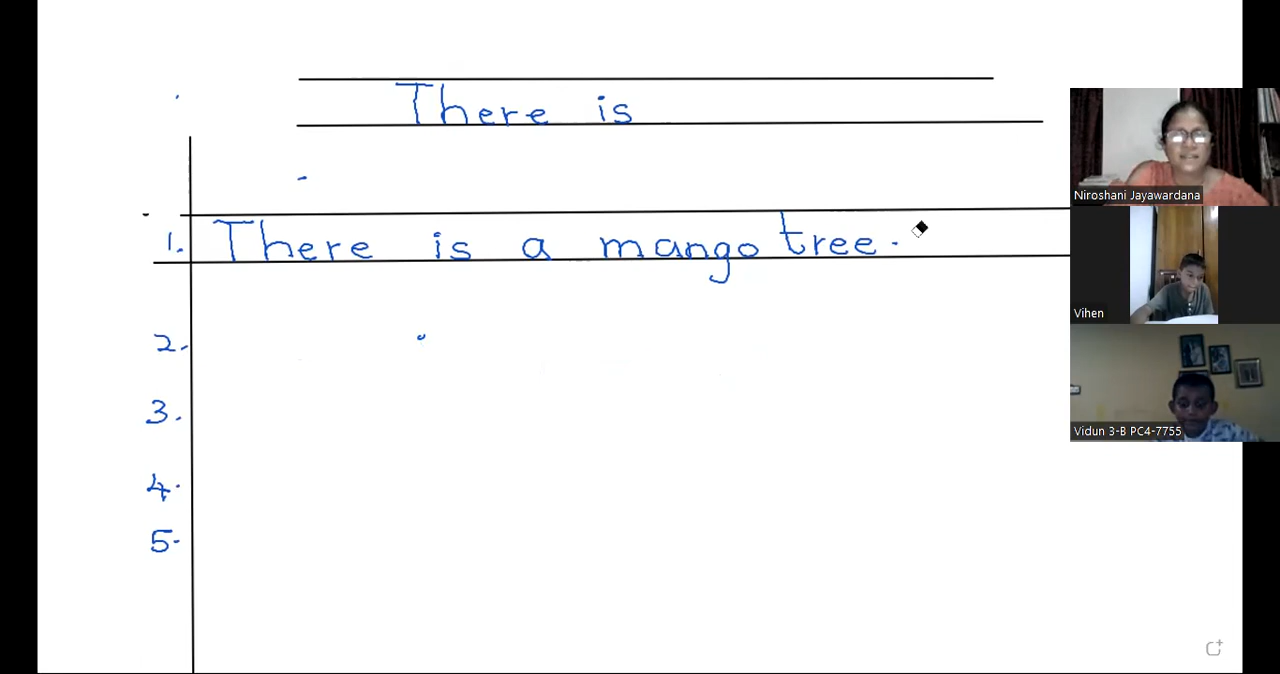 There is
1. There is a mango tree.
2.
3.
4.
5.
Niroshani Jayawardana
Vihen
Vidun 3-B PC4-7755